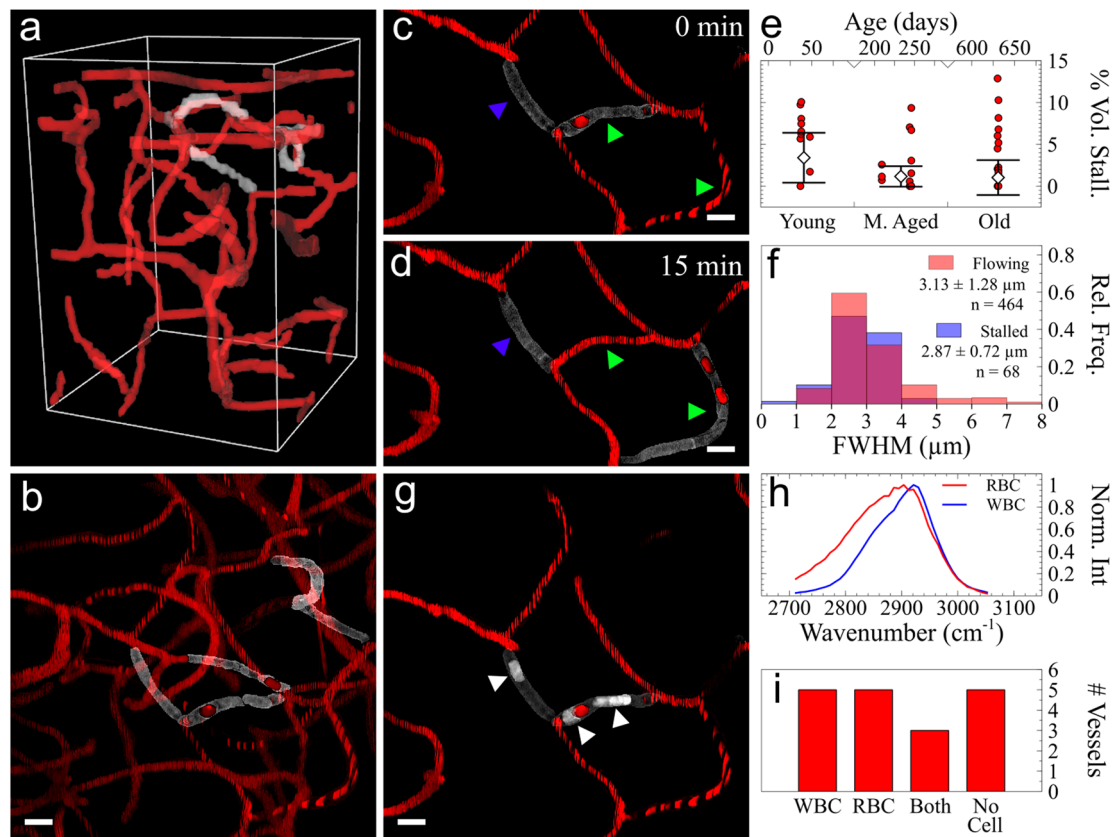 a
b
c
0 min
d
15 min
g
e
Age (days)
0 50 200 250 600 650
15
10
5
0
% Vol. Stall.
Young M. Aged Old
f
Flowing
3.13 ± 1.28 µm
n = 464
Stalled
2.87 ± 0.72 µm
n = 68
0.8
0.6
0.4
0.2
0
Rel. Freq.
0 1 2 3 4 5 6 7 8
FWHM (µm)
h
RBC
WBC
1
0.8
0.6
0.4
0.2
0
Norm. Int
2700 2800 2900 3000 3100
Wavenumber (cm⁻¹)
i
6
5
4
3
2
1
0
# Vessels
WBC RBC Both No
Cell